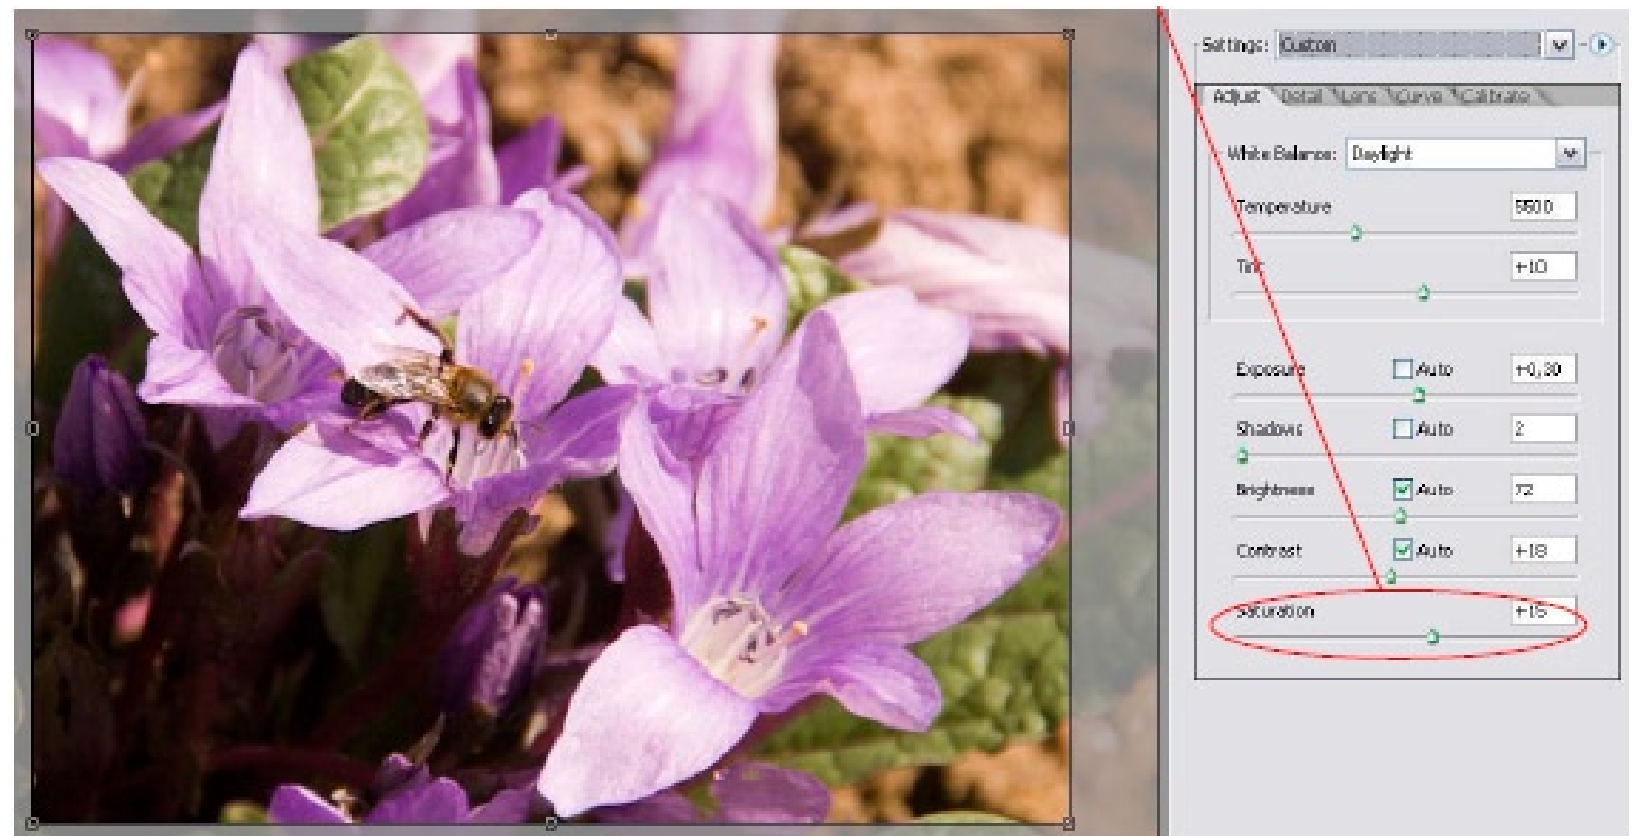 Settings: Custom
Adjust Detail Lens Curve Calibrate
White Balance: Daylight
Temperature 5500
Tint +10
Exposure Auto +0,30
Shadows Auto 2
Brightness Auto 72
Contrast Auto +18
Saturation +15